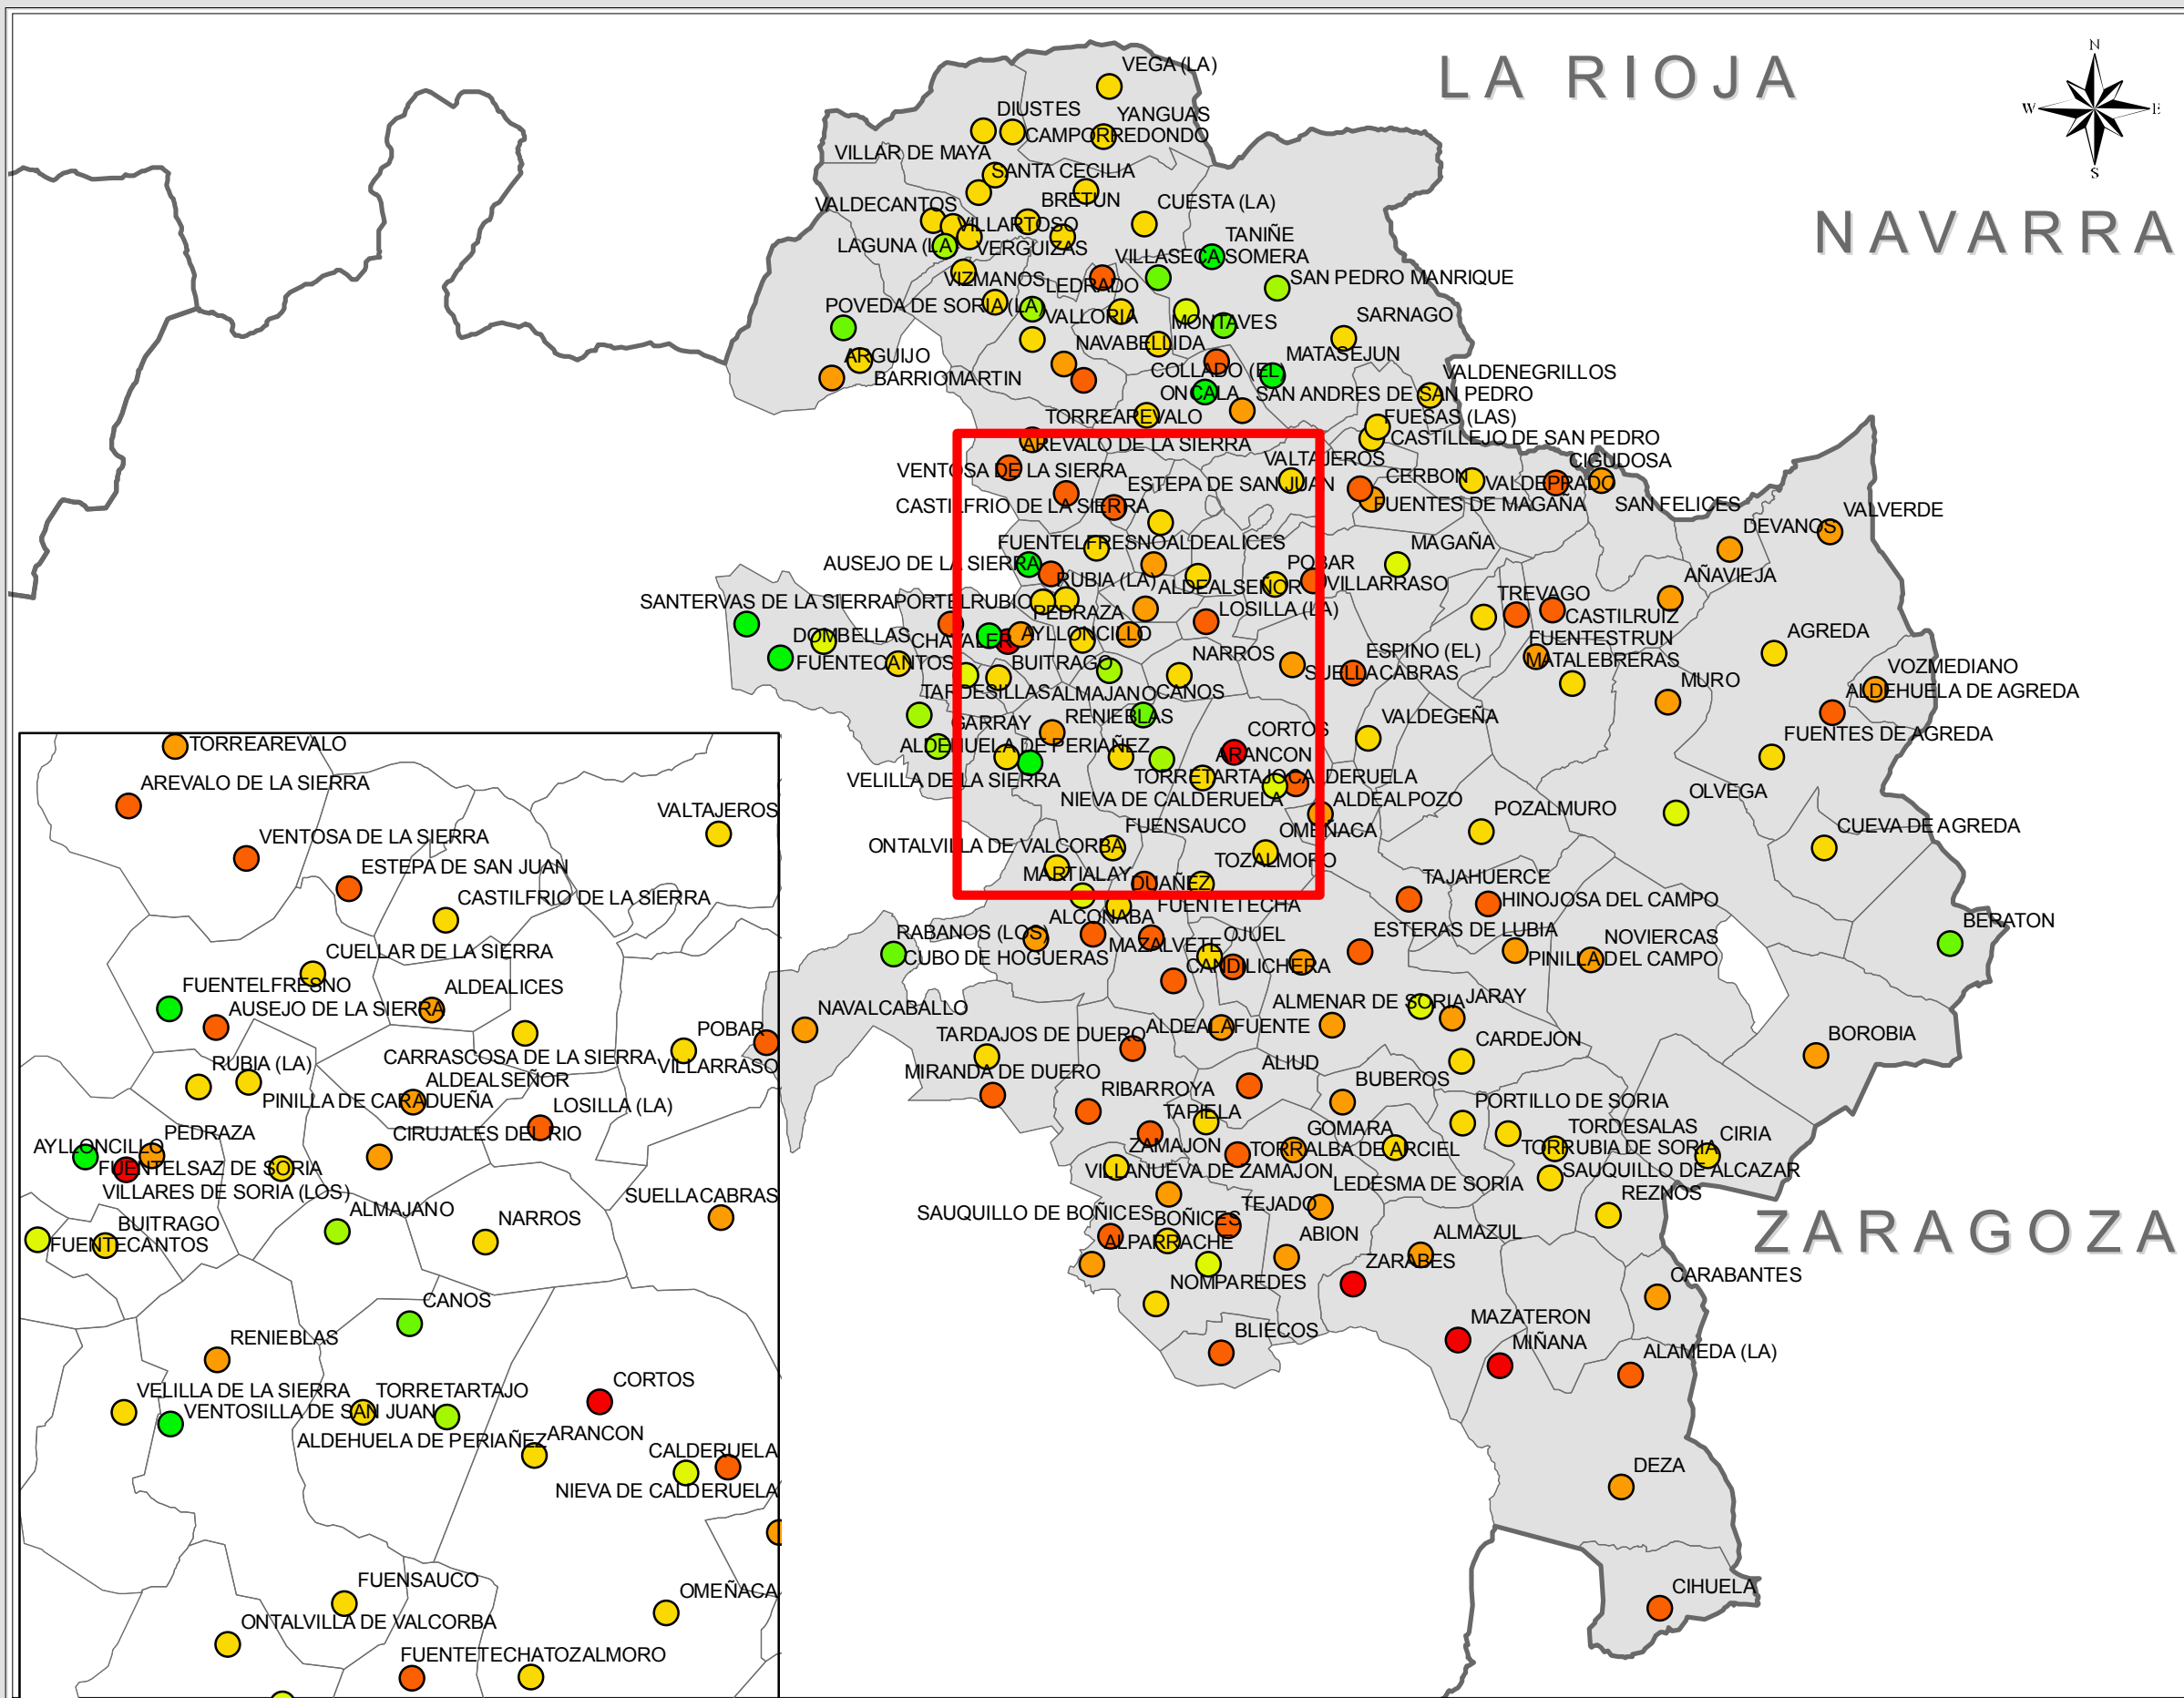 LA RIOJA
NAVARRA
ZARAGOZA
N
W
E
S
VEGA (LA)
DIUSTES
YANGUAS
CAMPORREDONDO
VILLAR DE MAYA
SANTA CECILIA
BRETUN
CUESTA (LA)
VALDECANTOS
VILLARTOSO
LAGUNA (LA)
VERGUIZAS
TANIÑE
VILLASECA SOMERA
VIZMANOS
LEDRADO
SAN PEDRO MANRIQUE
POVEDA DE SORIA (LA)
VALLORIA
MONTAVES
SARNAGO
NAVABELLIDA
ARGUIJO
MATASEJUN
BARRIOMARTIN
COLLADO (EL)
VALDENEGRILLOS
ONCALA
SAN ANDRES DE SAN PEDRO
TORREAREVALO
FUESAS (LAS)
AREVALO DE LA SIERRA
CASTILLEJO DE SAN PEDRO
VENTOSA DE LA SIERRA
VALTAJEROS
CIGUDOSA
ESTEPA DE SAN JUAN
CERBON
VALDEPRADO
CASTILFRIO DE LA SIERRA
FUENTES DE MAGAÑA
SAN FELICES
VALVERDE
DEVANOS
FUENTELFRESNO
ALDEALICES
MAGAÑA
AUSEJO DE LA SIERRA
POBAR
RUBIA (LA)
ALDEALSEÑOR
VILLARRASO
AÑAVIEJA
SANTERVAS DE LA SIERRA
PORTELRUBIO
PEDRAZA
LOSILLA (LA)
TREVAGO
CASTILRUIZ
DOMBELLAS
CHAVALER
AYLLONCILLO
FUENTESTRUN
AGREDA
FUENTECANTOS
BUITRAGO
NARROS
ESPINO (EL)
MATALEBRERAS
VOZMEDIANO
SUELLACABRAS
MURO
ALDEHUELA DE AGREDA
TARDESILLAS
ALMAJANO
CANOS
GARRAY
RENIEBLAS
VALDEGEÑA
CORTOS
FUENTES DE AGREDA
ALDEHUELA DE PERIAÑEZ
ARANCON
VELILLA DE LA SIERRA
TORRETARTAJO
CALDERUELA
NIEVA DE CALDERUELA
ALDEALPOZO
POZALMURO
OLVEGA
FUENSAUCO
OMEÑACA
CUEVA DE AGREDA
ONTALVILLA DE VALCORBA
TOZALMORO
MARTIALAY
DUAÑEZ
TAJAHUERCE
FUENTETECHA
HINOJOSA DEL CAMPO
ALCONABA
BERATON
RABANOS (LOS)
MAZALVETE
OJUEL
ESTERAS DE LUBIA
NOVIERCAS
CUBO DE HOGUERAS
CANDILICHERA
PINILLA DEL CAMPO
NAVALCABALLO
ALMENAR DE SORIA
JARAY
TARDAJOS DE DUERO
ALDEALAFUENTE
CARDEJON
BOROBIA
MIRANDA DE DUERO
ALIUD
BUBEROS
RIBARROYA
PORTILLO DE SORIA
TAPIELA
GOMARA
TORDESALAS
CIRIA
ZAMAJON
TORRALBA DE ARCIEL
TORRUBIA DE SORIA
VILLANUEVA DE ZAMAJON
SAUQUILLO DE ALCAZAR
LEDESMA DE SORIA
REZNOS
SAUQUILLO DE BOÑICES
BOÑICES
TEJADO
ALPARRACHE
ABION
ALMAZUL
ZARABES
NOMPAREDES
CARABANTES
BLIECOS
MAZATERON
MIÑANA
ALAMEDA (LA)
DEZA
CIHUELA
TORREAREVALO
AREVALO DE LA SIERRA
VALTAJEROS
VENTOSA DE LA SIERRA
ESTEPA DE SAN JUAN
CASTILFRIO DE LA SIERRA
CUELLAR DE LA SIERRA
FUENTELFRESNO
ALDEALICES
AUSEJO DE LA SIERRA
POBAR
RUBIA (LA)
CARRASCOSA DE LA SIERRA
VILLARRASO
ALDEALSEÑOR
PINILLA DE CARADUEÑA
LOSILLA (LA)
PEDRAZA
CIRUJALES DEL RIO
AYLLONCILLO
FUENTELSAZ DE SORIA
VILLARES DE SORIA (LOS)
SUELLACABRAS
ALMAJANO
NARROS
BUITRAGO
FUENTECANTOS
CANOS
RENIEBLAS
CORTOS
VELILLA DE LA SIERRA
TORRETARTAJO
VENTOSILLA DE SAN JUAN
ALDEHUELA DE PERIAÑEZ
ARANCON
CALDERUELA
NIEVA DE CALDERUELA
FUENSAUCO
OMEÑACA
ONTALVILLA DE VALCORBA
FUENTETECHA
TOZALMORO